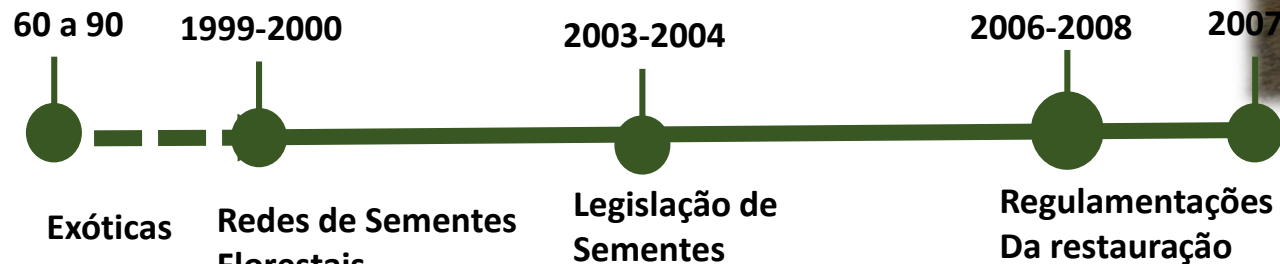 60 a 90
1999-2000
2003-2004
2006-2008
2007
Exóticas
Redes de Sementes
Florestais
Legislação de
Sementes
Regulamentações
Da restauração